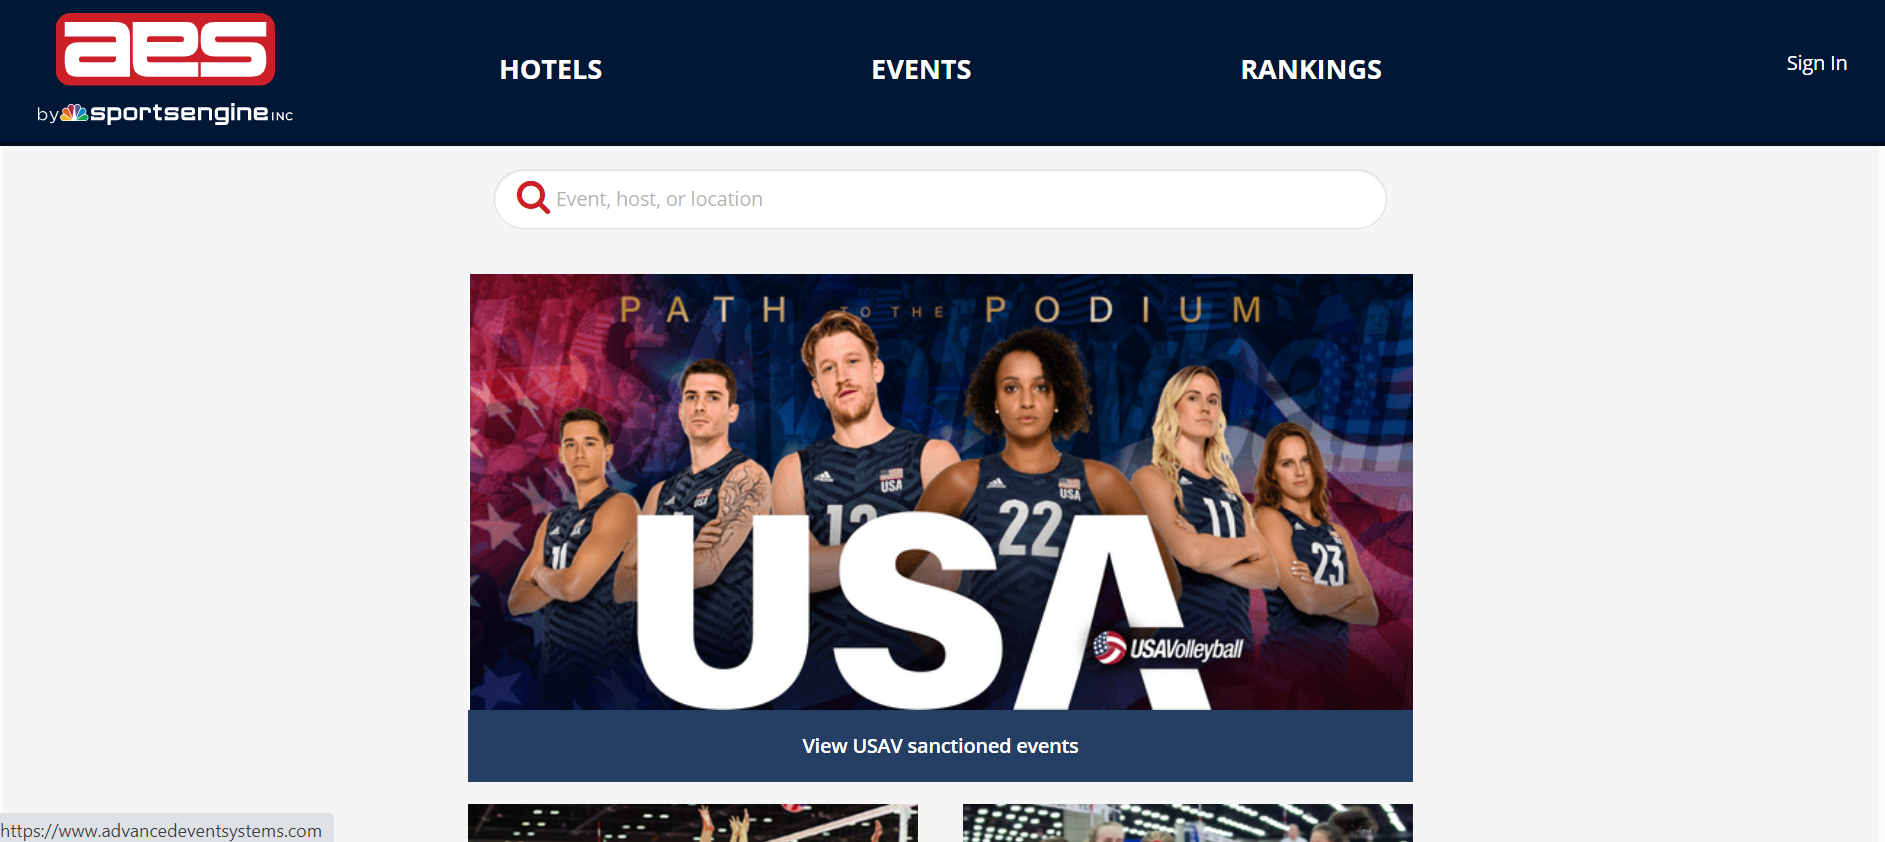 aes
by sportsengine INC
HOTELS
EVENTS
RANKINGS
Sign In
Event, host, or location
PATH TO THE PODIUM
USA
USA
22
11
23
USA
USAVolleyball
View USAV sanctioned events
https://www.advancedeventsystems.com